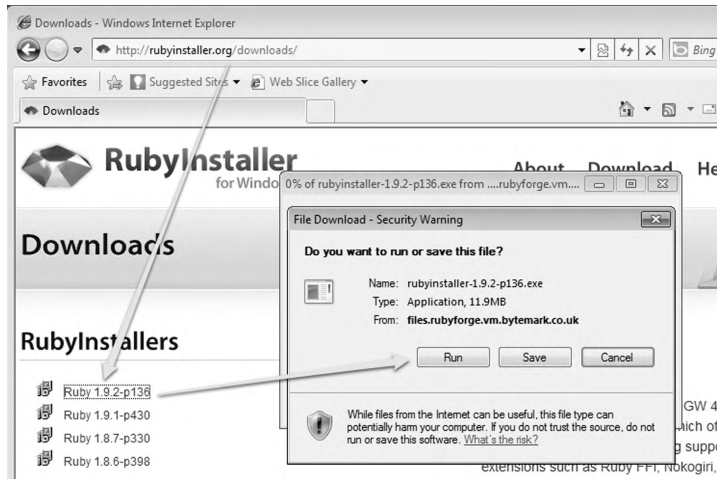 Downloads - Windows Internet Explorer
http://rubyinstaller.org/downloads/
Bing
Favorites
Suggested Sites
Web Slice Gallery
Downloads
RubyInstaller
for Windo
About Download He
0% of rubyinstaller-1.9.2-p136.exe from ....rubyforge.vm....
File Download - Security Warning
Do you want to run or save this file?
Name: rubyinstaller-1.9.2-p136.exe
Type: Application, 11.9MB
From: files.rubyforge.vm.bytemark.co.uk
Run Save Cancel
While files from the Internet can be useful, this file type can
potentially harm your computer. If you do not trust the source, do not
run or save this software. What's the risk?
Downloads
RubyInstallers
Ruby 1.9.2-p136
Ruby 1.9.1-p430
Ruby 1.8.7-p330
Ruby 1.8.6-p398
GW 4
hich of
g suppo
extensions such as Ruby FFI, Nokogiri,